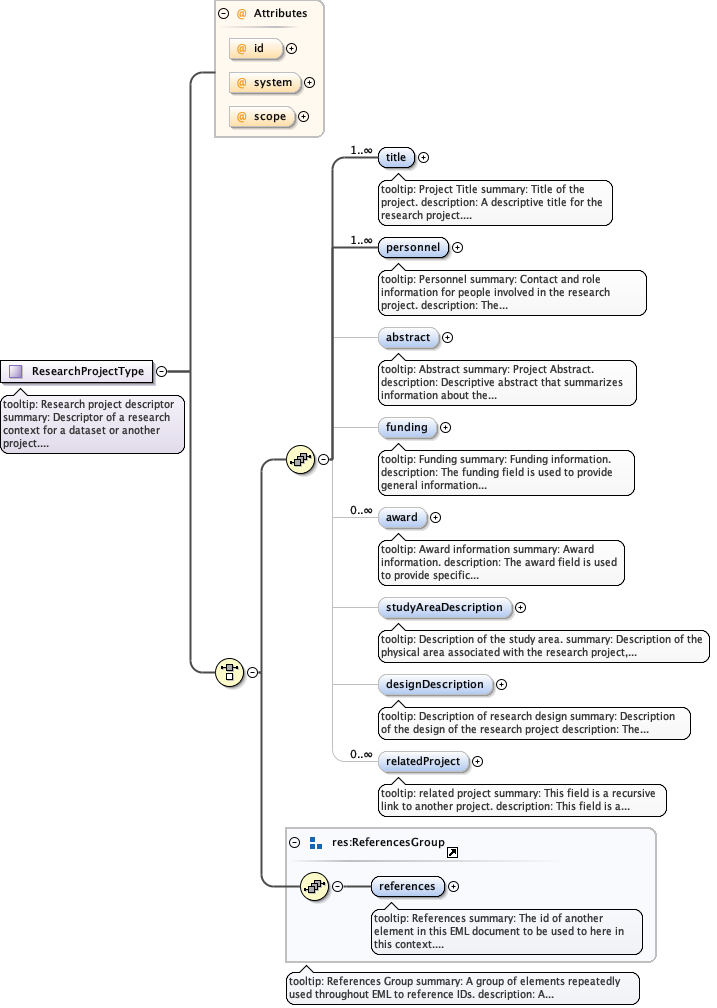 @ Attributes
@ id
@ system
@ scope
1..∞
title
tooltip: Project Title summary: Title of the
project. description: A descriptive title for the
research project....
1..∞
personnel
tooltip: Personnel summary: Contact and role
information for people involved in the research
project. description: The...
abstract
tooltip: Abstract summary: Project Abstract.
description: Descriptive abstract that summarizes
information about the...
ResearchProjectType
tooltip: Research project descriptor
summary: Descriptor of a research
context for a dataset or another
project....
funding
tooltip: Funding summary: Funding information.
description: The funding field is used to provide
general information...
0..∞
award
tooltip: Award information summary: Award
information. description: The award field is used
to provide specific...
studyAreaDescription
tooltip: Description of the study area. summary: Description of the
physical area associated with the research project,...
designDescription
tooltip: Description of research design summary: Description
of the design of the research project description: The...
0..∞
relatedProject
tooltip: related project summary: This field is a recursive
link to another project. description: This field is a...
res:ReferencesGroup
references
tooltip: References summary: The id of another
element in this EML document to be used to here in
this context....
tooltip: References Group summary: A group of elements repeatedly
used throughout EML to reference IDs. description: A...